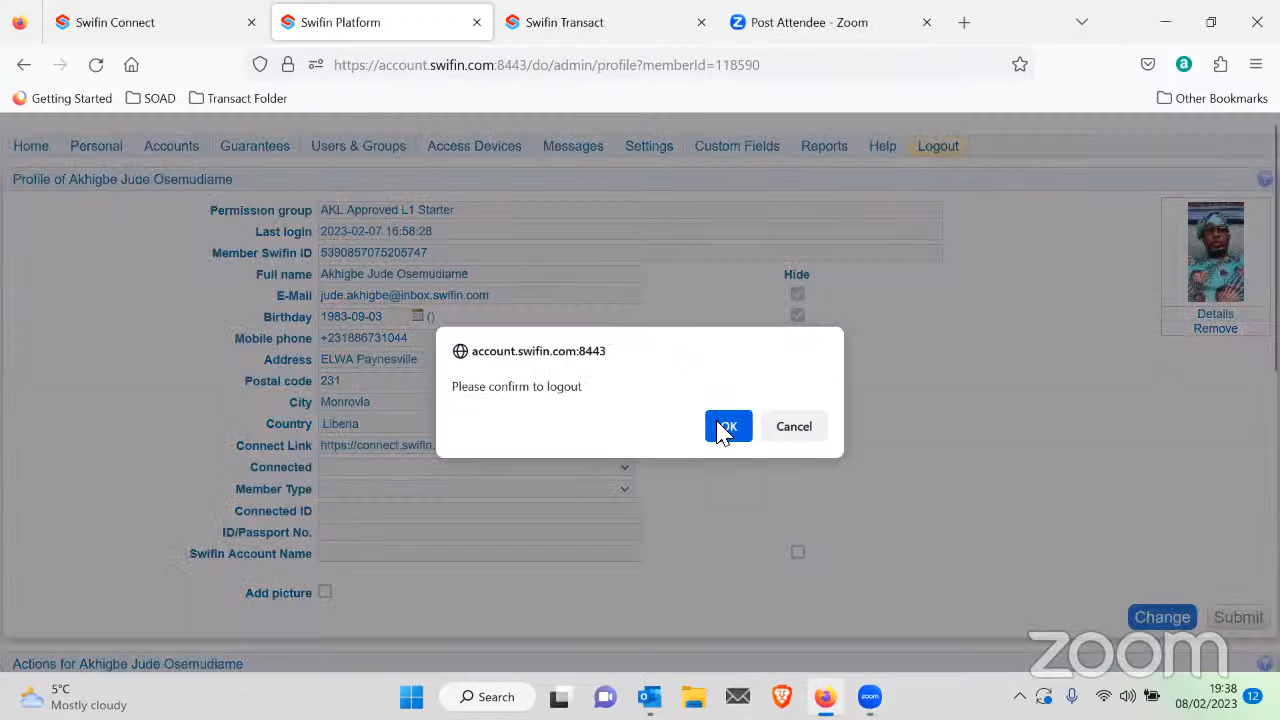 Swifin Connect
Swifin Platform
Swifin Transact
Post Attendee - Zoom
https://account.swifin.com:8443/do/admin/profile?memberId=118590
Getting Started
SOAD
Transact Folder
Other Bookmarks
Home Personal Accounts Guarantees Users & Groups Access Devices Messages Settings Custom Fields Reports Help Logout
Profile of Akhigbe Jude Osemudiame
Permission group AKL Approved L1 Starter
Last login 2023-02-07 16:58:28
Member Swifin ID 5390857075205747
Full name Akhigbe Jude Osemudiame Hide
E-Mail jude.akhigbe@inbox.swifin.com
Birthday 1983-09-03 ()
Mobile phone +231886731044
Address ELWA Paynesville
Postal code 231
City Monrovia
Country Liberia
Connect Link https://connect.swifin.
Connected
Member Type
Connected ID
ID/Passport No.
Swifin Account Name
Add picture
Details
Remove
account.swifin.com:8443
Please confirm to logout
OK Cancel
Change Submit
Actions for Akhigbe Jude Osemudiame
zoom
5°C
Mostly cloudy
Search
zoom
19:38
08/02/2023
12